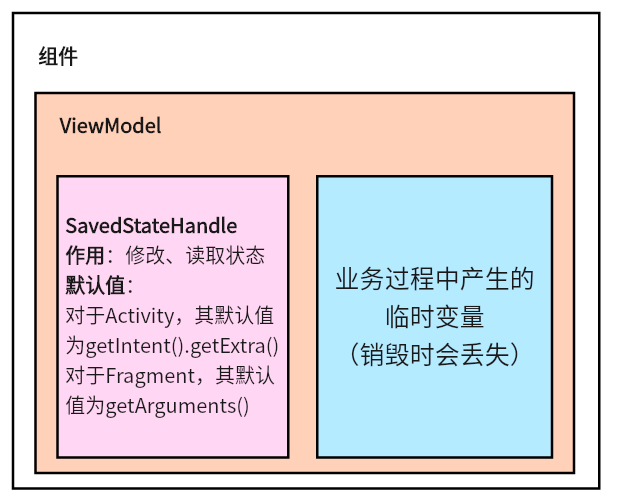 组件
ViewModel
SavedStateHandle
作用：修改、读取状态
默认值：
对于Activity，其默认值
为getIntent().getExtra()
对于Fragment，其默认
值为getArguments()
业务过程中产生的
临时变量
（销毁时会丢失）